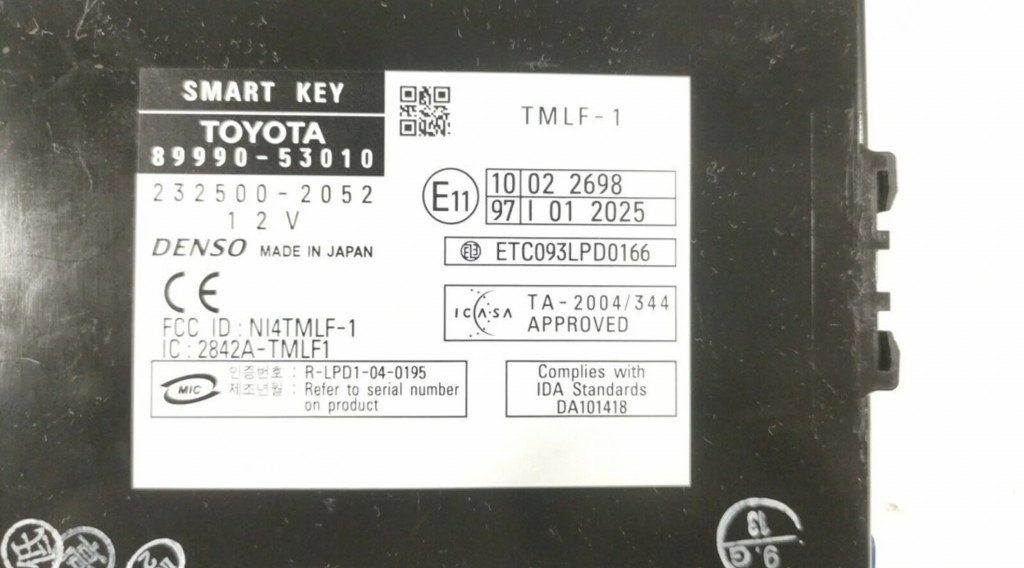 SMART KEY
TOYOTA
89990-53010
232500-2052
12V
DENSO MADE IN JAPAN
CE
FCC ID : NI4TMLF-1
IC : 2842A-TMLF1
MIC
인증번호 : R-LPD1-04-0195
제조년월 : Refer to serial number
on product
TMLF-1
E11
10 02 2698
97 I 01 2025
ETC093LPD0166
ICASA
TA-2004/344
APPROVED
Complies with
IDA Standards
DA101418